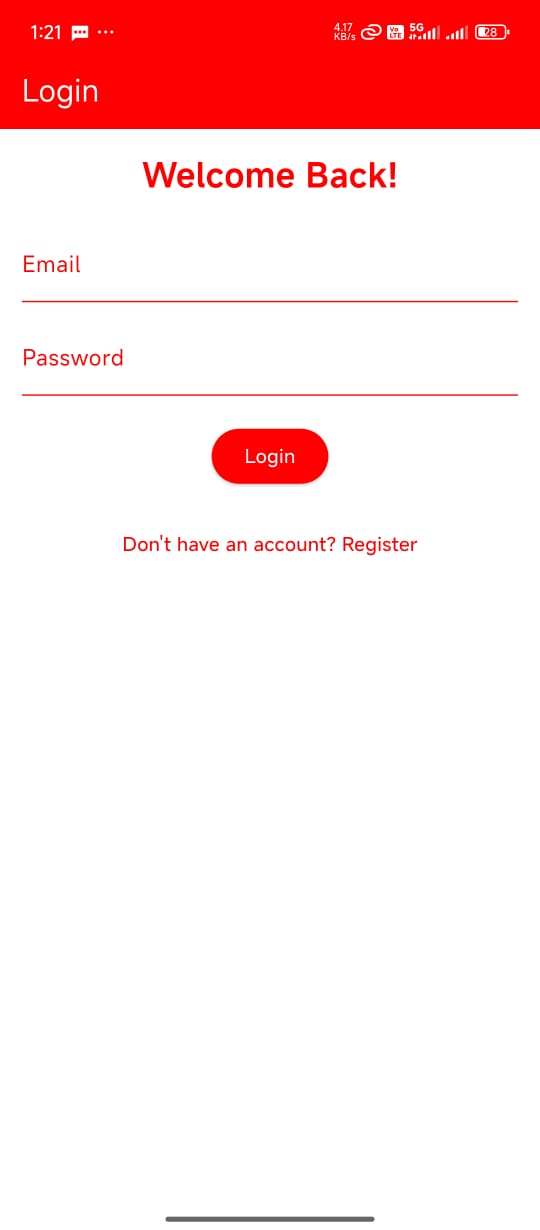 1:21 ... 4.17 KB/s Vo LTE 5G 28
Login
Welcome Back!
Email
Password
Login
Don't have an account? Register